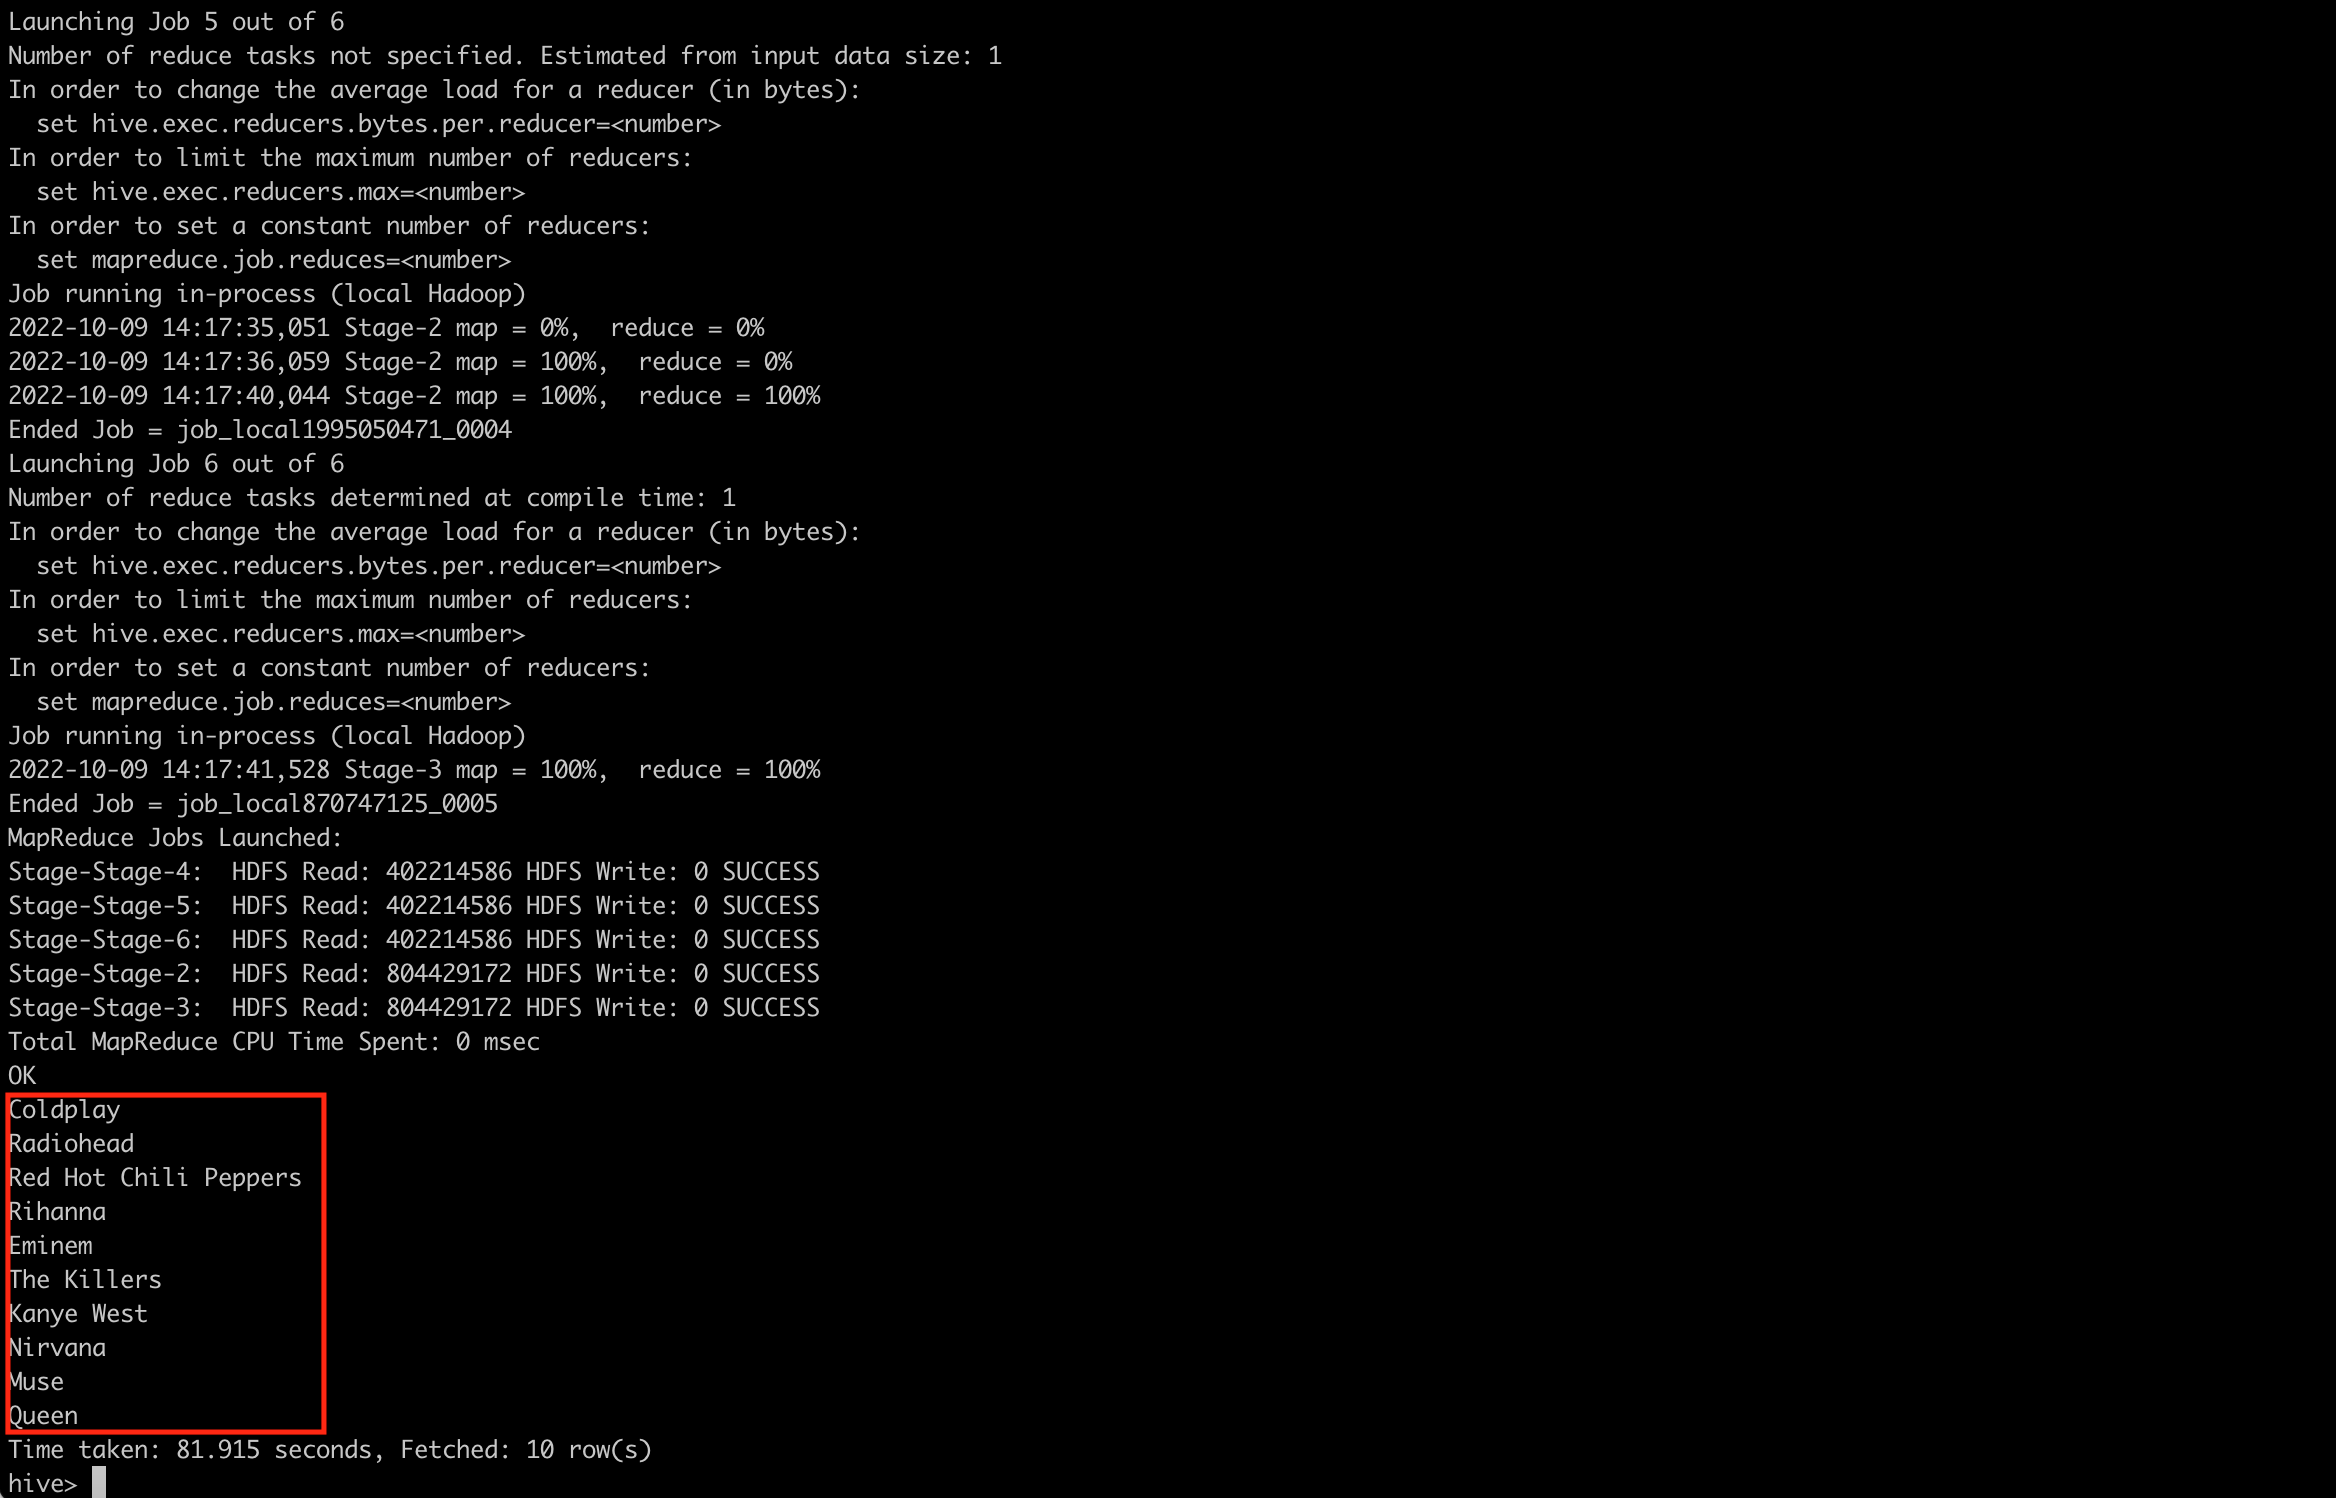 Launching Job 5 out of 6
Number of reduce tasks not specified. Estimated from input data size: 1
In order to change the average load for a reducer (in bytes):
  set hive.exec.reducers.bytes.per.reducer=<number>
In order to limit the maximum number of reducers:
  set hive.exec.reducers.max=<number>
In order to set a constant number of reducers:
  set mapreduce.job.reduces=<number>
Job running in-process (local Hadoop)
2022-10-09 14:17:35,051 Stage-2 map = 0%,  reduce = 0%
2022-10-09 14:17:36,059 Stage-2 map = 100%,  reduce = 0%
2022-10-09 14:17:40,044 Stage-2 map = 100%,  reduce = 100%
Ended Job = job_local1995050471_0004
Launching Job 6 out of 6
Number of reduce tasks determined at compile time: 1
In order to change the average load for a reducer (in bytes):
  set hive.exec.reducers.bytes.per.reducer=<number>
In order to limit the maximum number of reducers:
  set hive.exec.reducers.max=<number>
In order to set a constant number of reducers:
  set mapreduce.job.reduces=<number>
Job running in-process (local Hadoop)
2022-10-09 14:17:41,528 Stage-3 map = 100%,  reduce = 100%
Ended Job = job_local870747125_0005
MapReduce Jobs Launched:
Stage-Stage-4:  HDFS Read: 402214586 HDFS Write: 0 SUCCESS
Stage-Stage-5:  HDFS Read: 402214586 HDFS Write: 0 SUCCESS
Stage-Stage-6:  HDFS Read: 402214586 HDFS Write: 0 SUCCESS
Stage-Stage-2:  HDFS Read: 804429172 HDFS Write: 0 SUCCESS
Stage-Stage-3:  HDFS Read: 804429172 HDFS Write: 0 SUCCESS
Total MapReduce CPU Time Spent: 0 msec
OK
Coldplay
Radiohead
Red Hot Chili Peppers
Rihanna
Eminem
The Killers
Kanye West
Nirvana
Muse
Queen
Time taken: 81.915 seconds, Fetched: 10 row(s)
hive>